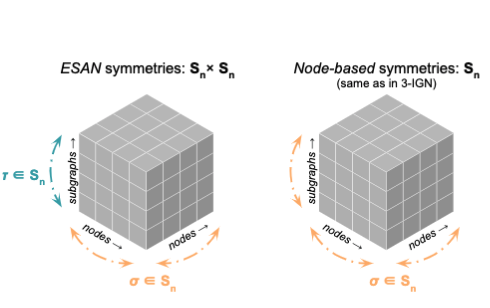 ESAN symmetries: Sn× Sn
Node-based symmetries: Sn
(same as in 3-IGN)
τ ∈ Sn
subgraphs →
nodes →
nodes →
σ ∈ Sn
subgraphs →
nodes →
nodes →
σ ∈ Sn